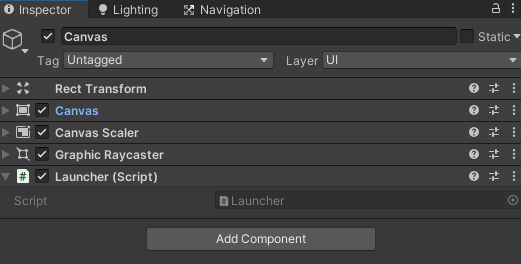 Inspector Lighting Navigation
Canvas Static
Tag Untagged Layer UI
Rect Transform
Canvas
Canvas Scaler
Graphic Raycaster
# Launcher (Script)
Script # Launcher
Add Component